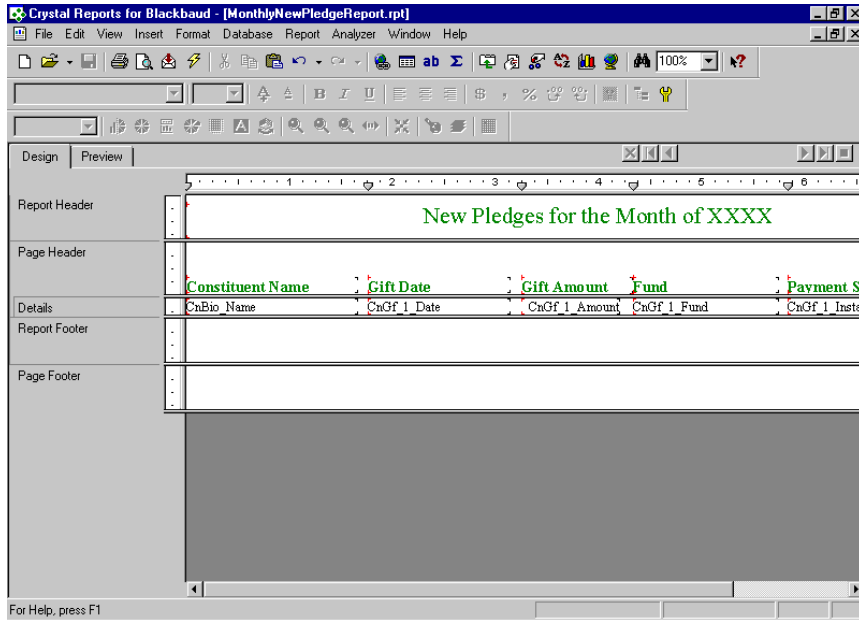 Crystal Reports for Blackbaud - [MonthlyNewPledgeReport.rpt]
File Edit View Insert Format Database Report Analyzer Window Help
ab Σ 100%
B I U $ , %
Design Preview
1 2 3 4 5 6
Report Header
New Pledges for the Month of XXXX
Page Header
Constituent Name Gift Date Gift Amount Fund Payment S
Details CnBio_Name CnGf_1_Date CnGf_1_Amount CnGf_1_Fund CnGf_1_Insta
Report Footer
Page Footer
For Help, press F1